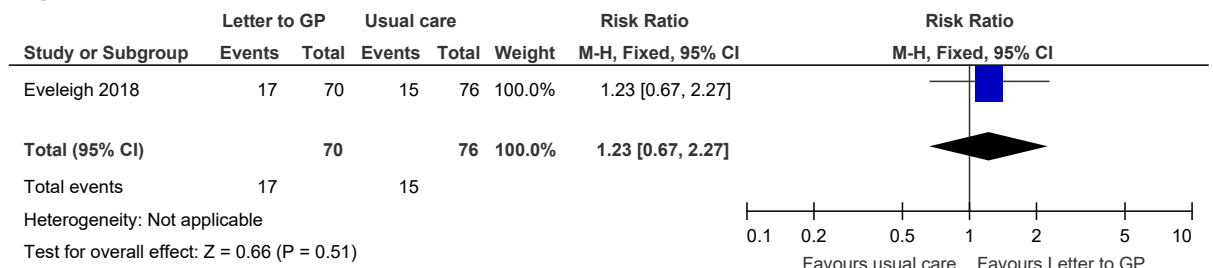 Letter to GP Usual care Risk Ratio Risk Ratio
Study or Subgroup Events Total Events Total Weight M-H, Fixed, 95% CI M-H, Fixed, 95% CI
Eveleigh 2018 17 70 15 76 100.0% 1.23 [0.67, 2.27]
Total (95% CI) 70 76 100.0% 1.23 [0.67, 2.27]
Total events 17 15
Heterogeneity: Not applicable
Test for overall effect: Z = 0.66 (P = 0.51)
0.1 0.2 0.5 1 2 5 10
Favours usual care Favours Letter to GP